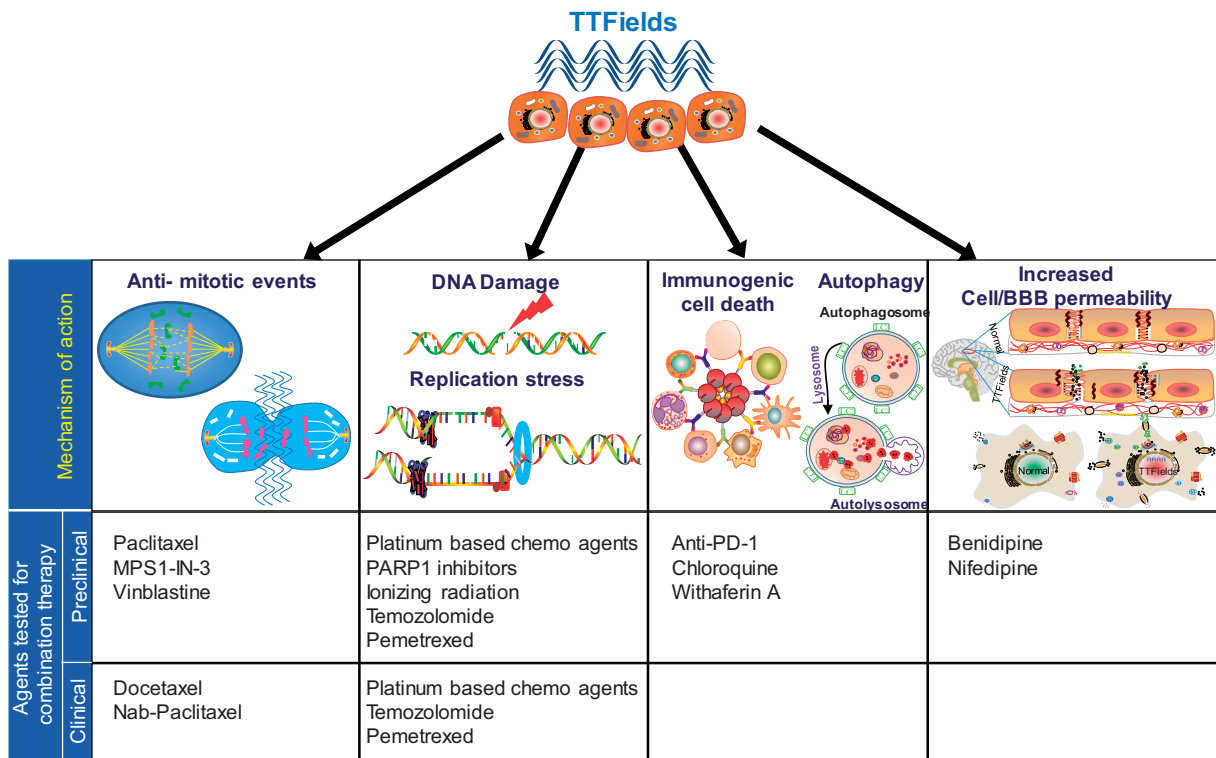 TTFields
Mechanism of action
Anti- mitotic events
DNA Damage
Replication stress
Immunogenic
cell death
Autophagy
Autophagosome
Lysosome
Autolysosome
Increased
Cell/BBB permeability
Normal
TTFields
Normal
TTFields
Agents tested for
combination therapy
Preclinical
Paclitaxel
MPS1-IN-3
Vinblastine
Platinum based chemo agents
PARP1 inhibitors
Ionizing radiation
Temozolomide
Pemetrexed
Anti-PD-1
Chloroquine
Withaferin A
Benidipine
Nifedipine
Clinical
Docetaxel
Nab-Paclitaxel
Platinum based chemo agents
Temozolomide
Pemetrexed